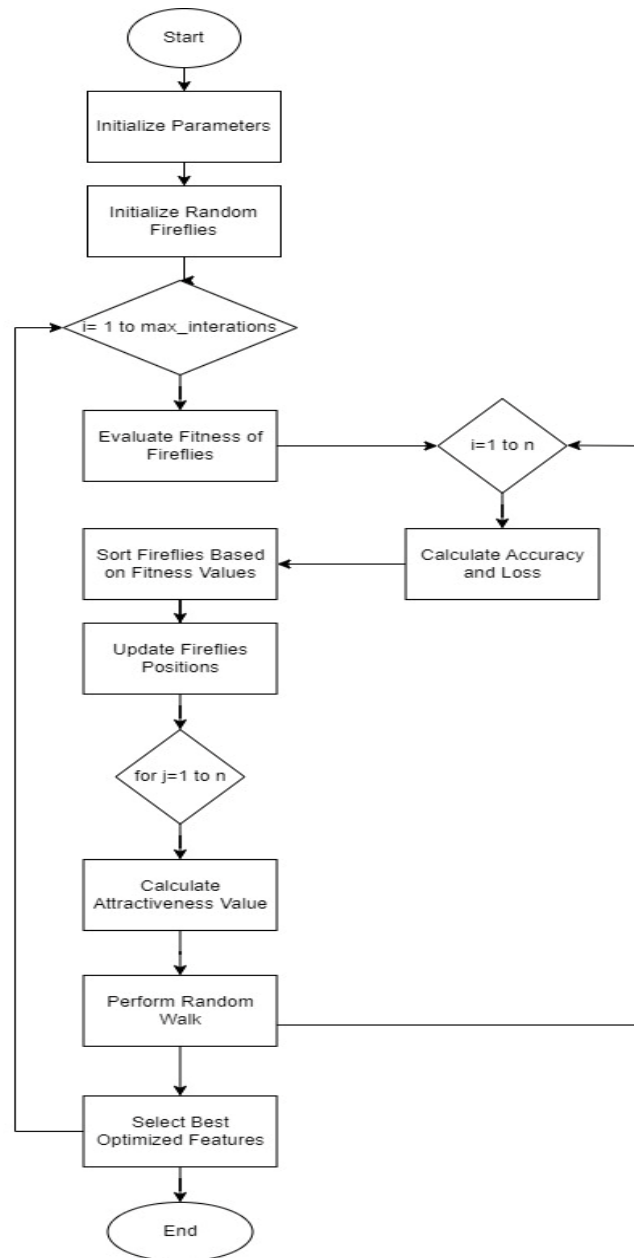 Start
Initialize Parameters
Initialize Random
Fireflies
i= 1 to max_interations
Evaluate Fitness of
Fireflies
i=1 to n
Sort Fireflies Based
on Fitness Values
Calculate Accuracy
and Loss
Update Fireflies
Positions
for j=1 to n
Calculate
Attractiveness Value
Perform Random
Walk
Select Best
Optimized Features
End